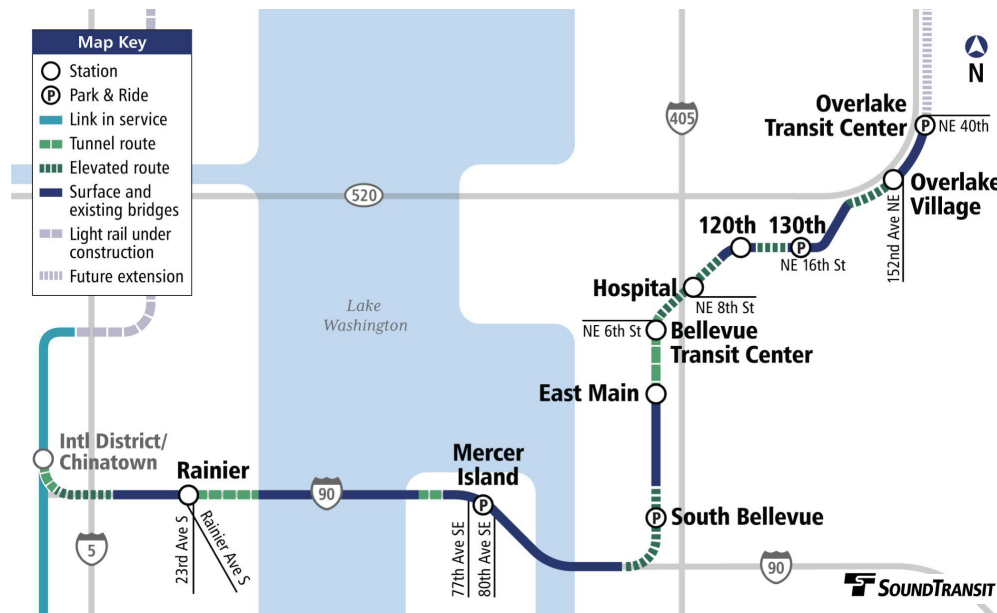 Map Key
Station
P Park & Ride
Link in service
Tunnel route
Elevated route
Surface and
existing bridges
Light rail under
construction
Future extension
N
405
Overlake
Transit Center
P
NE 40th
520
Overlake
Village
152nd Ave NE
120th
130th
P
NE 16th St
Hospital
NE 8th St
Lake
Washington
NE 6th St
Bellevue
Transit Center
East Main
Intl District/
Chinatown
Rainier
23rd Ave S
Rainier Ave S
90
Mercer
Island
P
77th Ave SE
80th Ave SE
P
South Bellevue
5
90
SOUNDTRANSIT